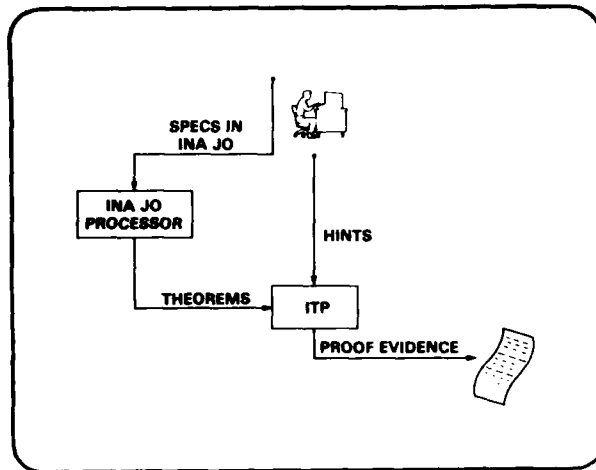 SPECS IN
INA JO
INA JO
PROCESSOR
HINTS
THEOREMS
ITP
PROOF EVIDENCE